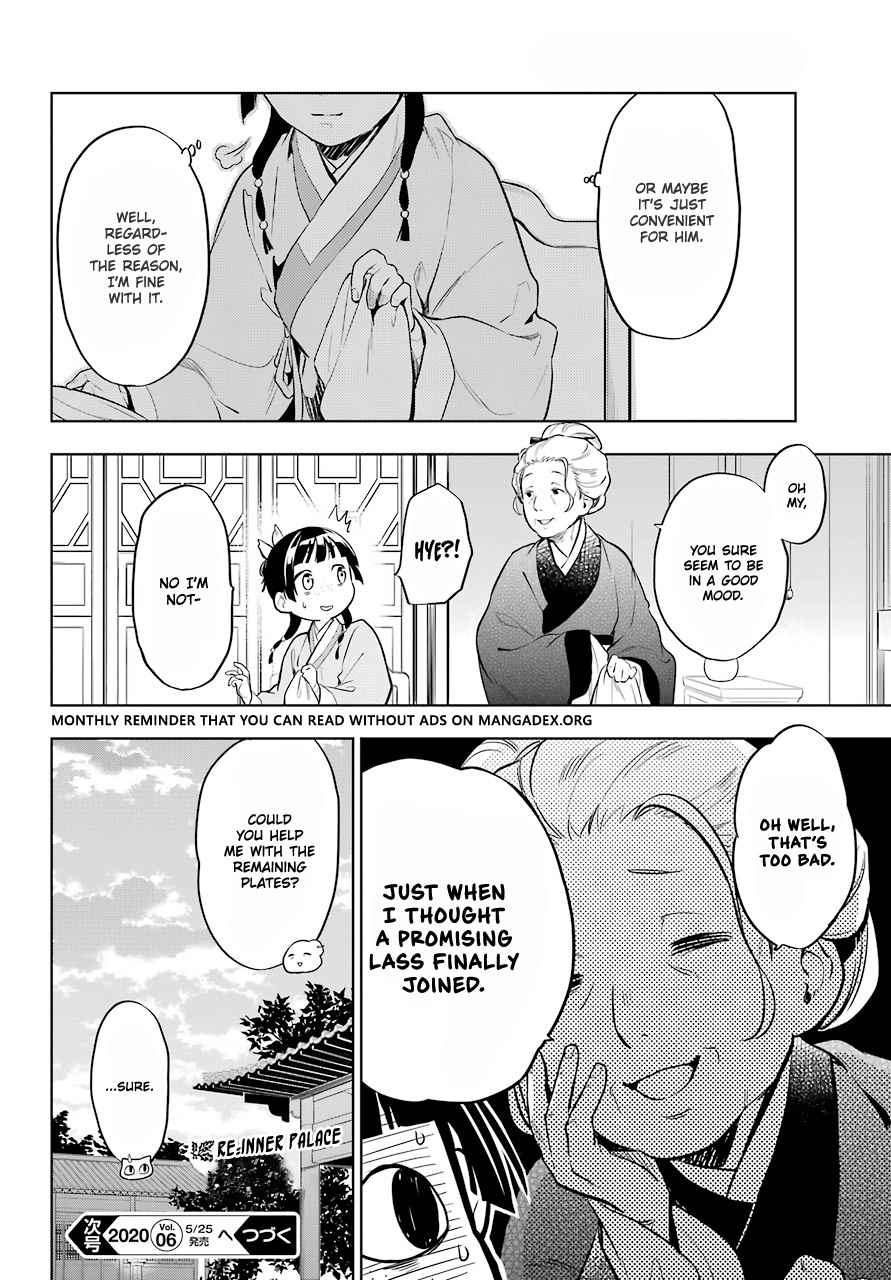 OR MAYBE
IT'S JUST
CONVENIENT
FOR HIM.
WELL,
REGARD-
LESS OF
THE REASON,
I'M FINE
WITH IT.
OH
MY,
YOU SURE
SEEM TO BE
IN A GOOD
MOOD.
HYE?!
NO I'M
NOT-
MONTHLY REMINDER THAT YOU CAN READ WITHOUT ADS ON MANGADEX.ORG
OH WELL,
THAT'S
TOO BAD.
JUST WHEN
I THOUGHT
A PROMISING
LASS FINALLY
JOINED.
COULD
YOU HELP
ME WITH THE
REMAINING
PLATES?
...SURE.
RE:INNER PALACE
次号 2020 Vol. 06 5/25 発売 へ つづく